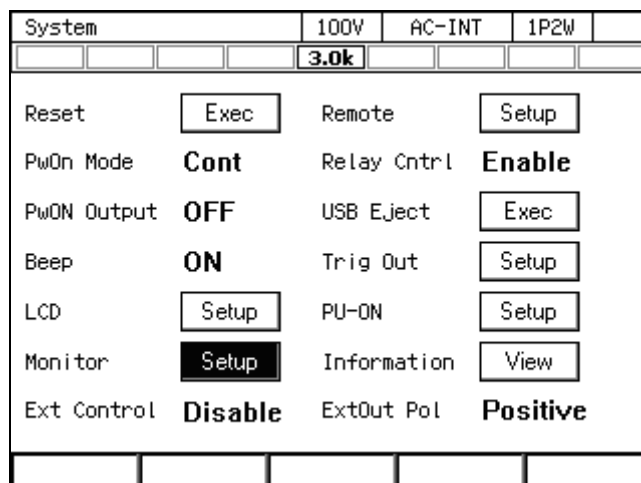 System 100V AC-INT 1P2W
3.0k
Reset Exec Remote Setup
PwOn Mode Cont Relay Cntrl Enable
PwON Output OFF USB Eject Exec
Beep ON Trig Out Setup
LCD Setup PU-ON Setup
Monitor Setup Information View
Ext Control Disable ExtOut Pol Positive